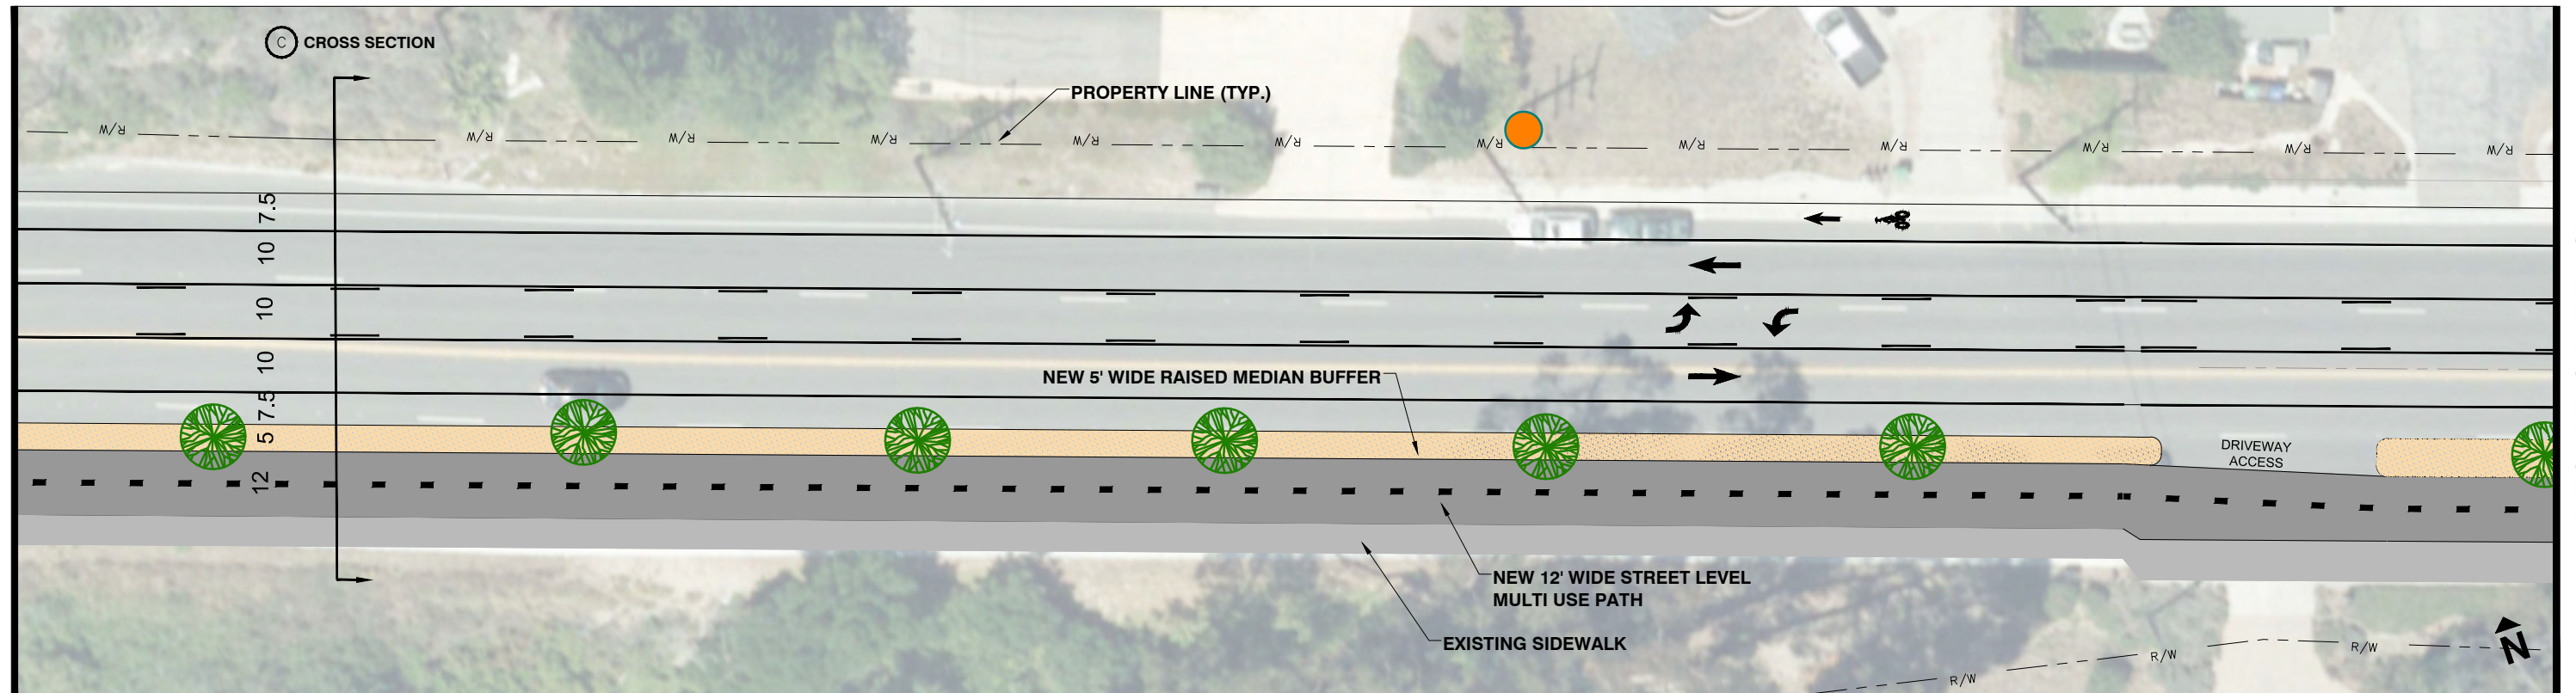 C CROSS SECTION
PROPERTY LINE (TYP.)
R/W R/W R/W R/W R/W R/W R/W R/W R/W R/W R/W R/W
7.5
10
10
10
7.5
5
12
NEW 5' WIDE RAISED MEDIAN BUFFER
DRIVEWAY
ACCESS
NEW 12' WIDE STREET LEVEL
MULTI USE PATH
EXISTING SIDEWALK
R/W R/W R/W
N